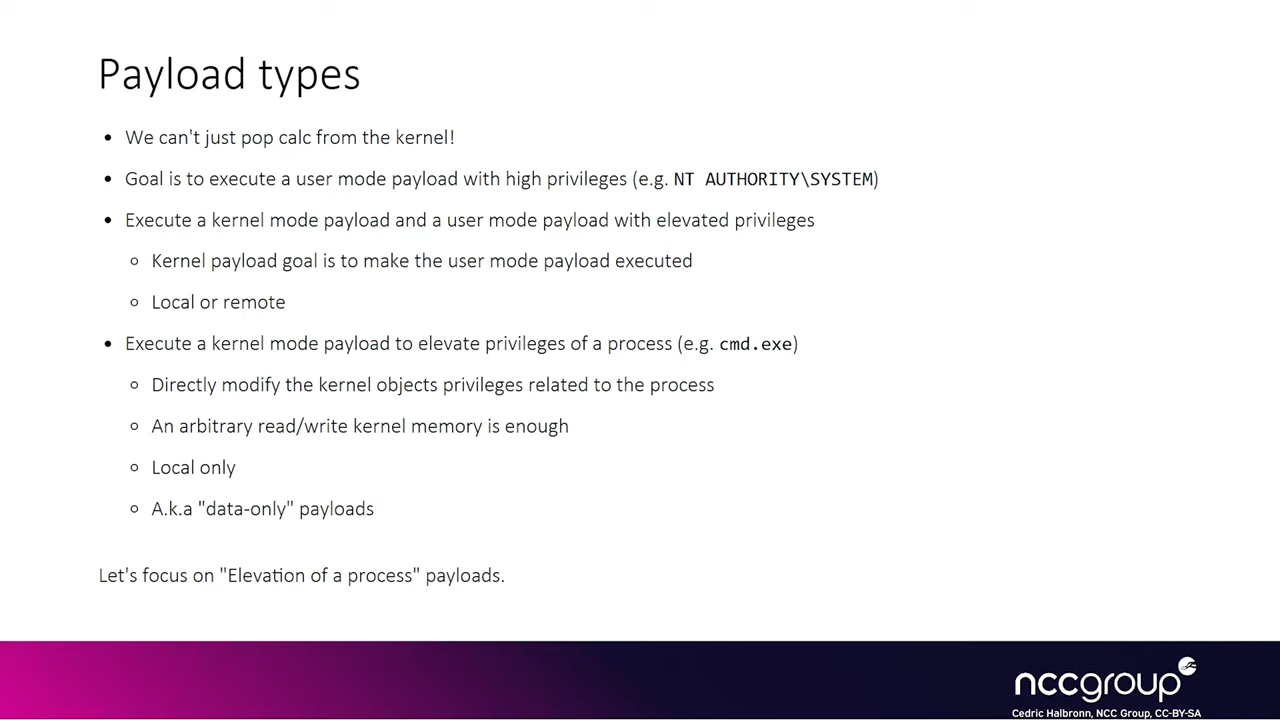 Payload types
• We can't just pop calc from the kernel!
• Goal is to execute a user mode payload with high privileges (e.g. NT AUTHORITY\SYSTEM)
• Execute a kernel mode payload and a user mode payload with elevated privileges
○ Kernel payload goal is to make the user mode payload executed
○ Local or remote
• Execute a kernel mode payload to elevate privileges of a process (e.g. cmd.exe)
○ Directly modify the kernel objects privileges related to the process
○ An arbitrary read/write kernel memory is enough
○ Local only
○ A.k.a "data-only" payloads
Let's focus on "Elevation of a process" payloads.
nccgroup
Cedric Halbronn, NCC Group, CC-BY-SA